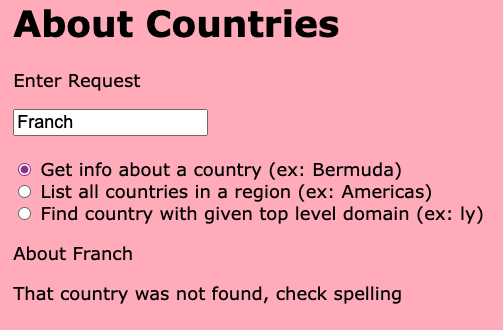 About Countries
Enter Request
Franch
Get info about a country (ex: Bermuda)
List all countries in a region (ex: Americas)
Find country with given top level domain (ex: ly)
About Franch
That country was not found, check spelling